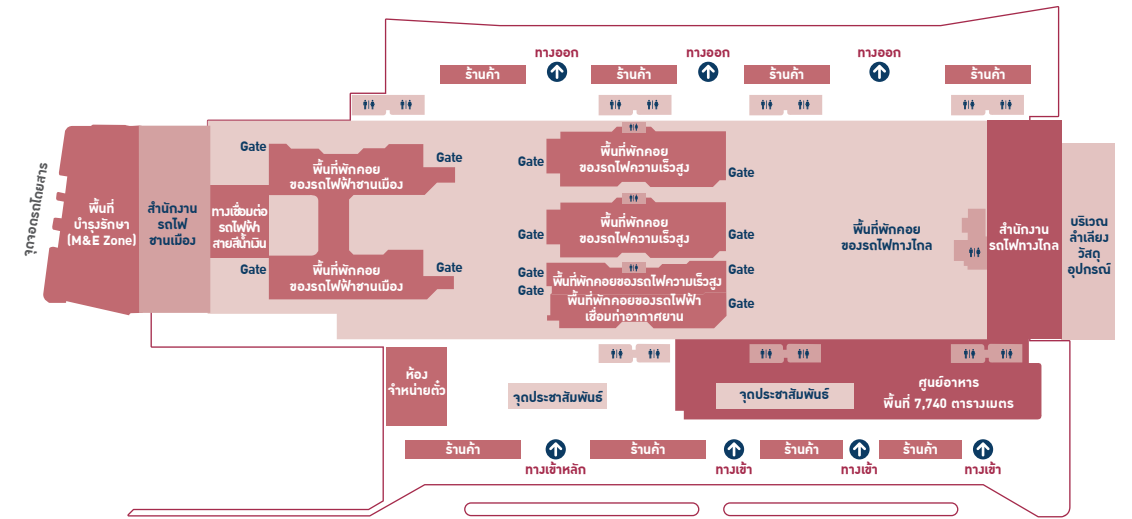 ทางออก
ทางออก
ทางออก
ร้านค้า
ร้านค้า
ร้านค้า
ร้านค้า
จุดจอดรถโดยสาร
พื้นที่
บำรุงรักษา
(M&E Zone)
สำนักงาน
รถไฟ
ชานเมือง
ทางเชื่อมต่อ
รถไฟฟ้า
สายสีน้ำเงิน
Gate
พื้นที่พักคอย
ของรถไฟฟ้าชานเมือง
Gate
Gate
พื้นที่พักคอย
ของรถไฟฟ้าชานเมือง
Gate
Gate
พื้นที่พักคอย
ของรถไฟความเร็วสูง
Gate
Gate
พื้นที่พักคอย
ของรถไฟความเร็วสูง
Gate
Gate
พื้นที่พักคอยของรถไฟความเร็วสูง
Gate
Gate
พื้นที่พักคอยของรถไฟฟ้า
เชื่อมท่าอากาศยาน
Gate
พื้นที่พักคอย
ของรถไฟทางไกล
สำนักงาน
รถไฟทางไกล
บริเวณ
ลำเลียง
วัสดุ
อุปกรณ์
ห้อง
จำหน่ายตั๋ว
จุดประชาสัมพันธ์
จุดประชาสัมพันธ์
ศูนย์อาหาร
พื้นที่ 7,740 ตารางเมตร
ร้านค้า
ร้านค้า
ร้านค้า
ร้านค้า
ทางเข้าหลัก
ทางเข้า
ทางเข้า
ทางเข้า